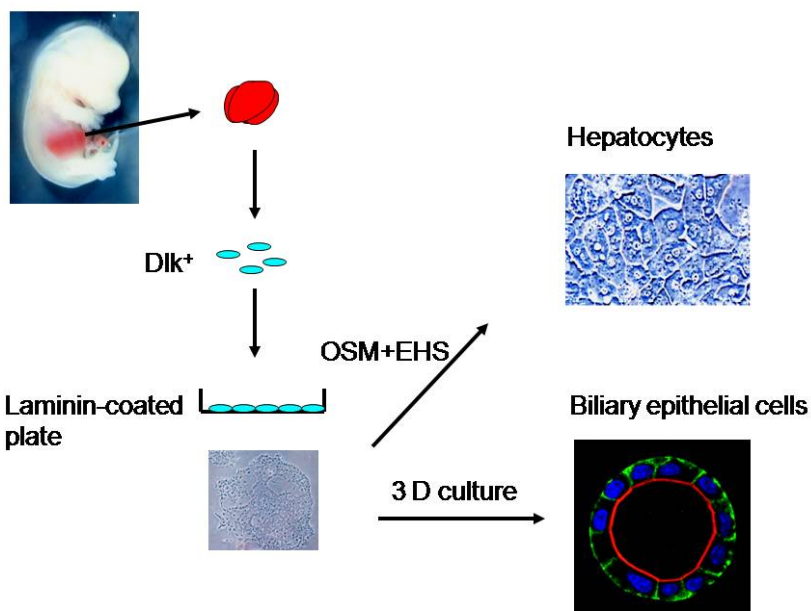 Hepatocytes
Dlk⁺
OSM+EHS
Laminin-coated
plate
Biliary epithelial cells
3 D culture